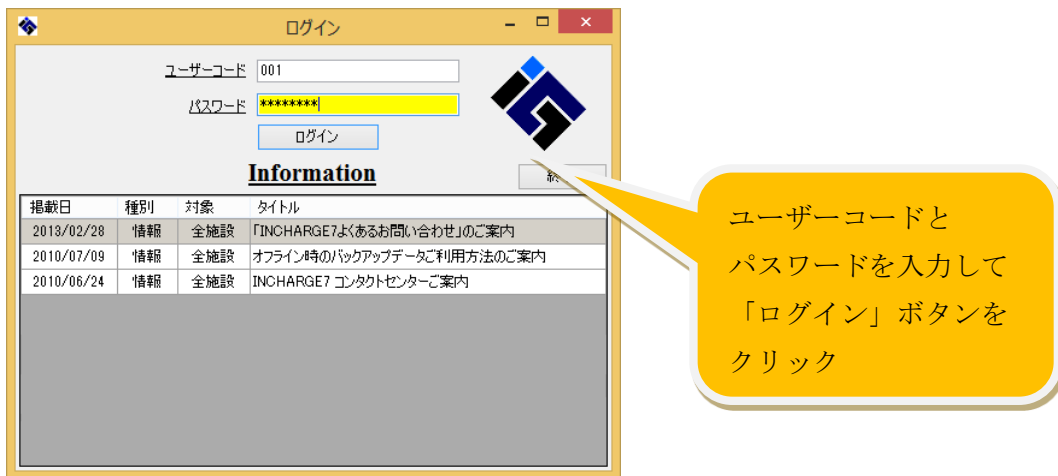 ログイン
ユーザーコード 001
パスワード ********
ログイン
Information
掲載日 種別 対象 タイトル
2013/02/28 情報 全施設 「INCHARGE7よくあるお問い合わせ」のご案内
2010/07/09 情報 全施設 オフライン時のバックアップデータご利用方法のご案内
2010/06/24 情報 全施設 INCHARGE7 コンタクトセンターご案内
ユーザーコードと
パスワードを入力して
「ログイン」ボタンを
クリック